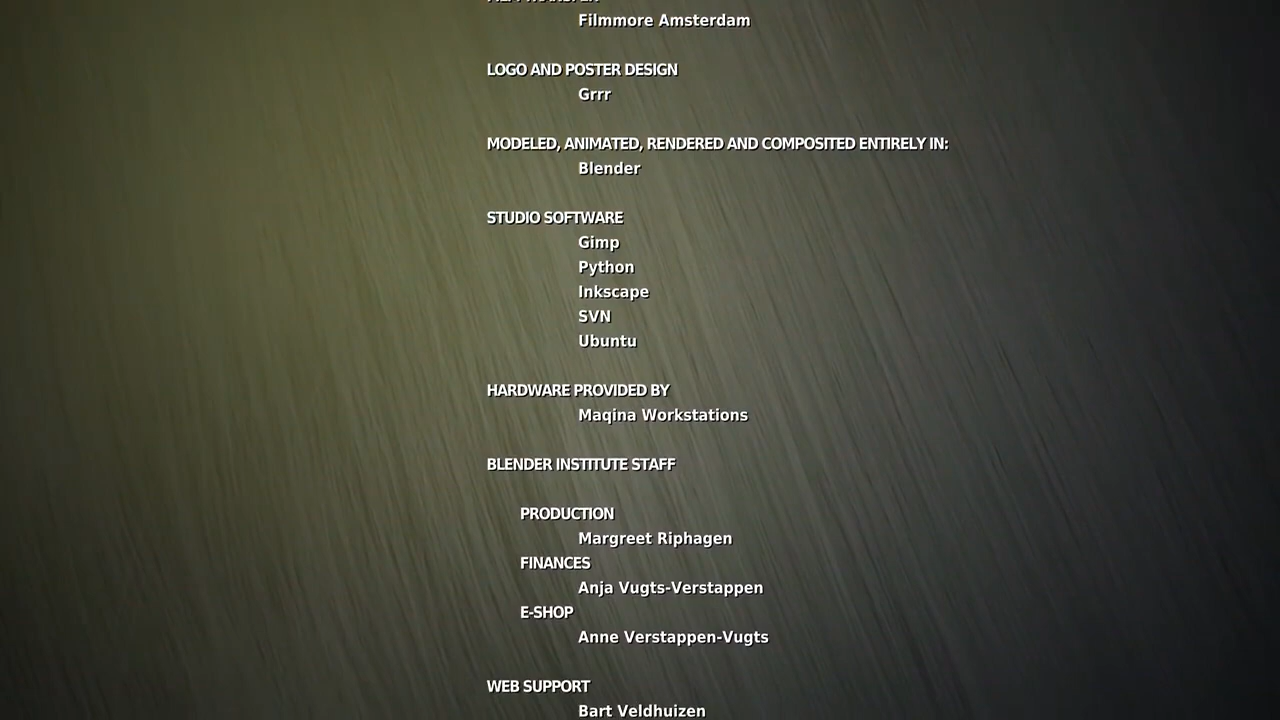 Filmmore Amsterdam
LOGO AND POSTER DESIGN
Grrr
MODELED, ANIMATED, RENDERED AND COMPOSITED ENTIRELY IN:
Blender
STUDIO SOFTWARE
Gimp
Python
Inkscape
SVN
Ubuntu
HARDWARE PROVIDED BY
Maqina Workstations
BLENDER INSTITUTE STAFF
PRODUCTION
Margreet Riphagen
FINANCES
Anja Vugts-Verstappen
E-SHOP
Anne Verstappen-Vugts
WEB SUPPORT
Bart Veldhuizen